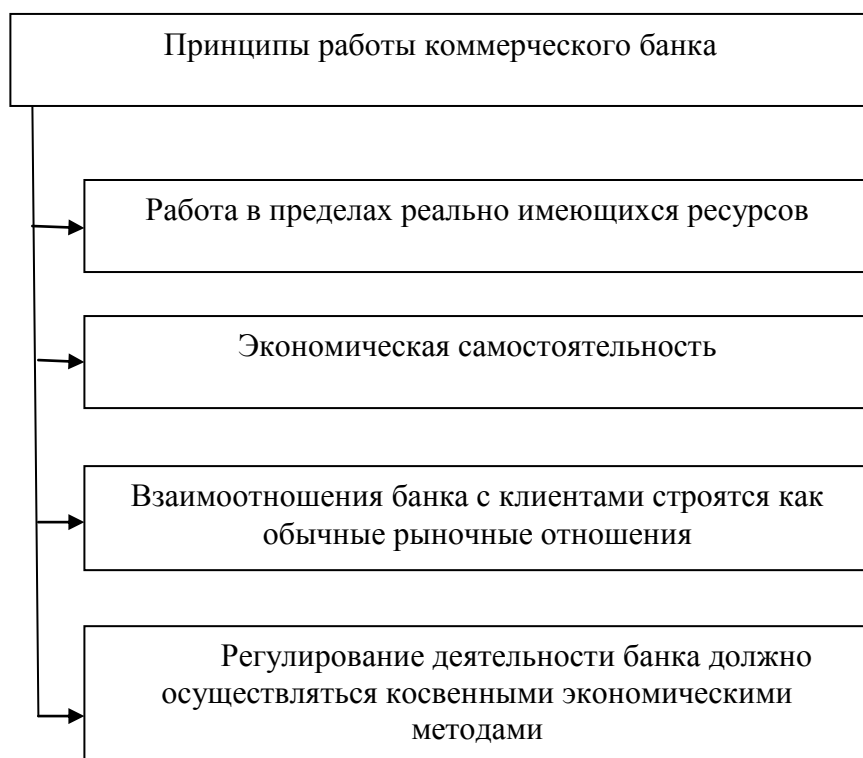 Принципы работы коммерческого банка
Работа в пределах реально имеющихся ресурсов
Экономическая самостоятельность
Взаимоотношения банка с клиентами строятся как
обычные рыночные отношения
Регулирование деятельности банка должно
осуществляться косвенными экономическими
методами